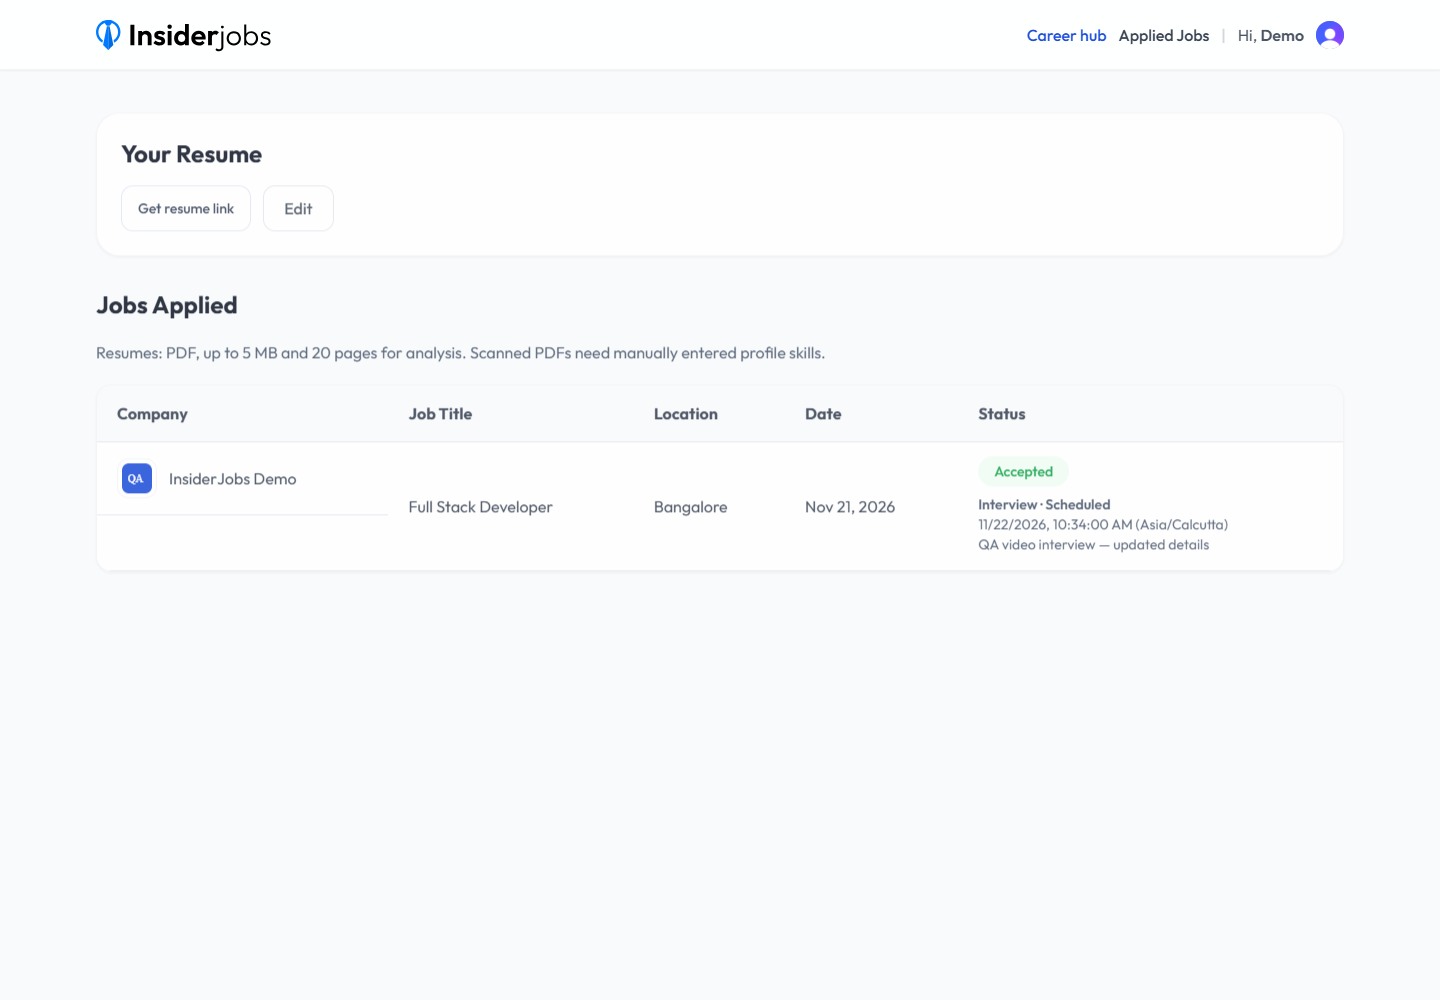 Insiderjobs
Career hub Applied Jobs | Hi, Demo
Your Resume
Get resume link Edit
Jobs Applied
Resumes: PDF, up to 5 MB and 20 pages for analysis. Scanned PDFs need manually entered profile skills.
Company Job Title Location Date Status
QA InsiderJobs Demo
Full Stack Developer Bangalore Nov 21, 2026
Accepted
Interview · Scheduled
11/22/2026, 10:34:00 AM (Asia/Calcutta)
QA video interview — updated details